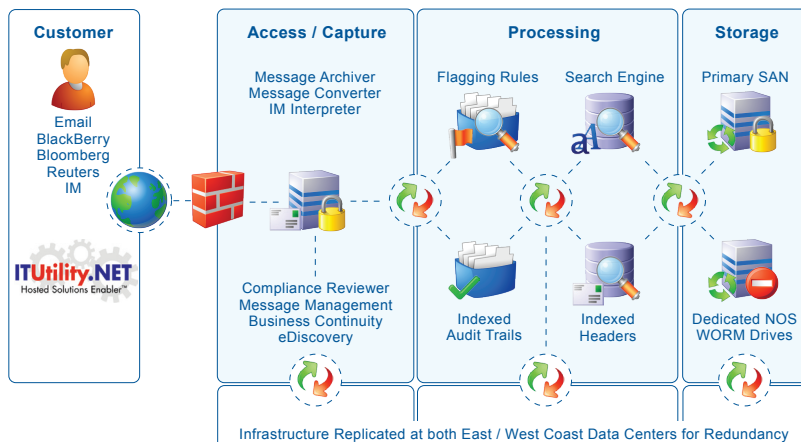 Customer
Email
BlackBerry
Bloomberg
Reuters
IM
ITUtility.NET
Hosted Solutions Enabler™
Access / Capture
Message Archiver
Message Converter
IM Interpreter
Compliance Reviewer
Message Management
Business Continuity
eDiscovery
Processing
Flagging Rules
Search Engine
aA
Indexed
Audit Trails
Indexed
Headers
Storage
Primary SAN
Dedicated NOS
WORM Drives
Infrastructure Replicated at both East / West Coast Data Centers for Redundancy